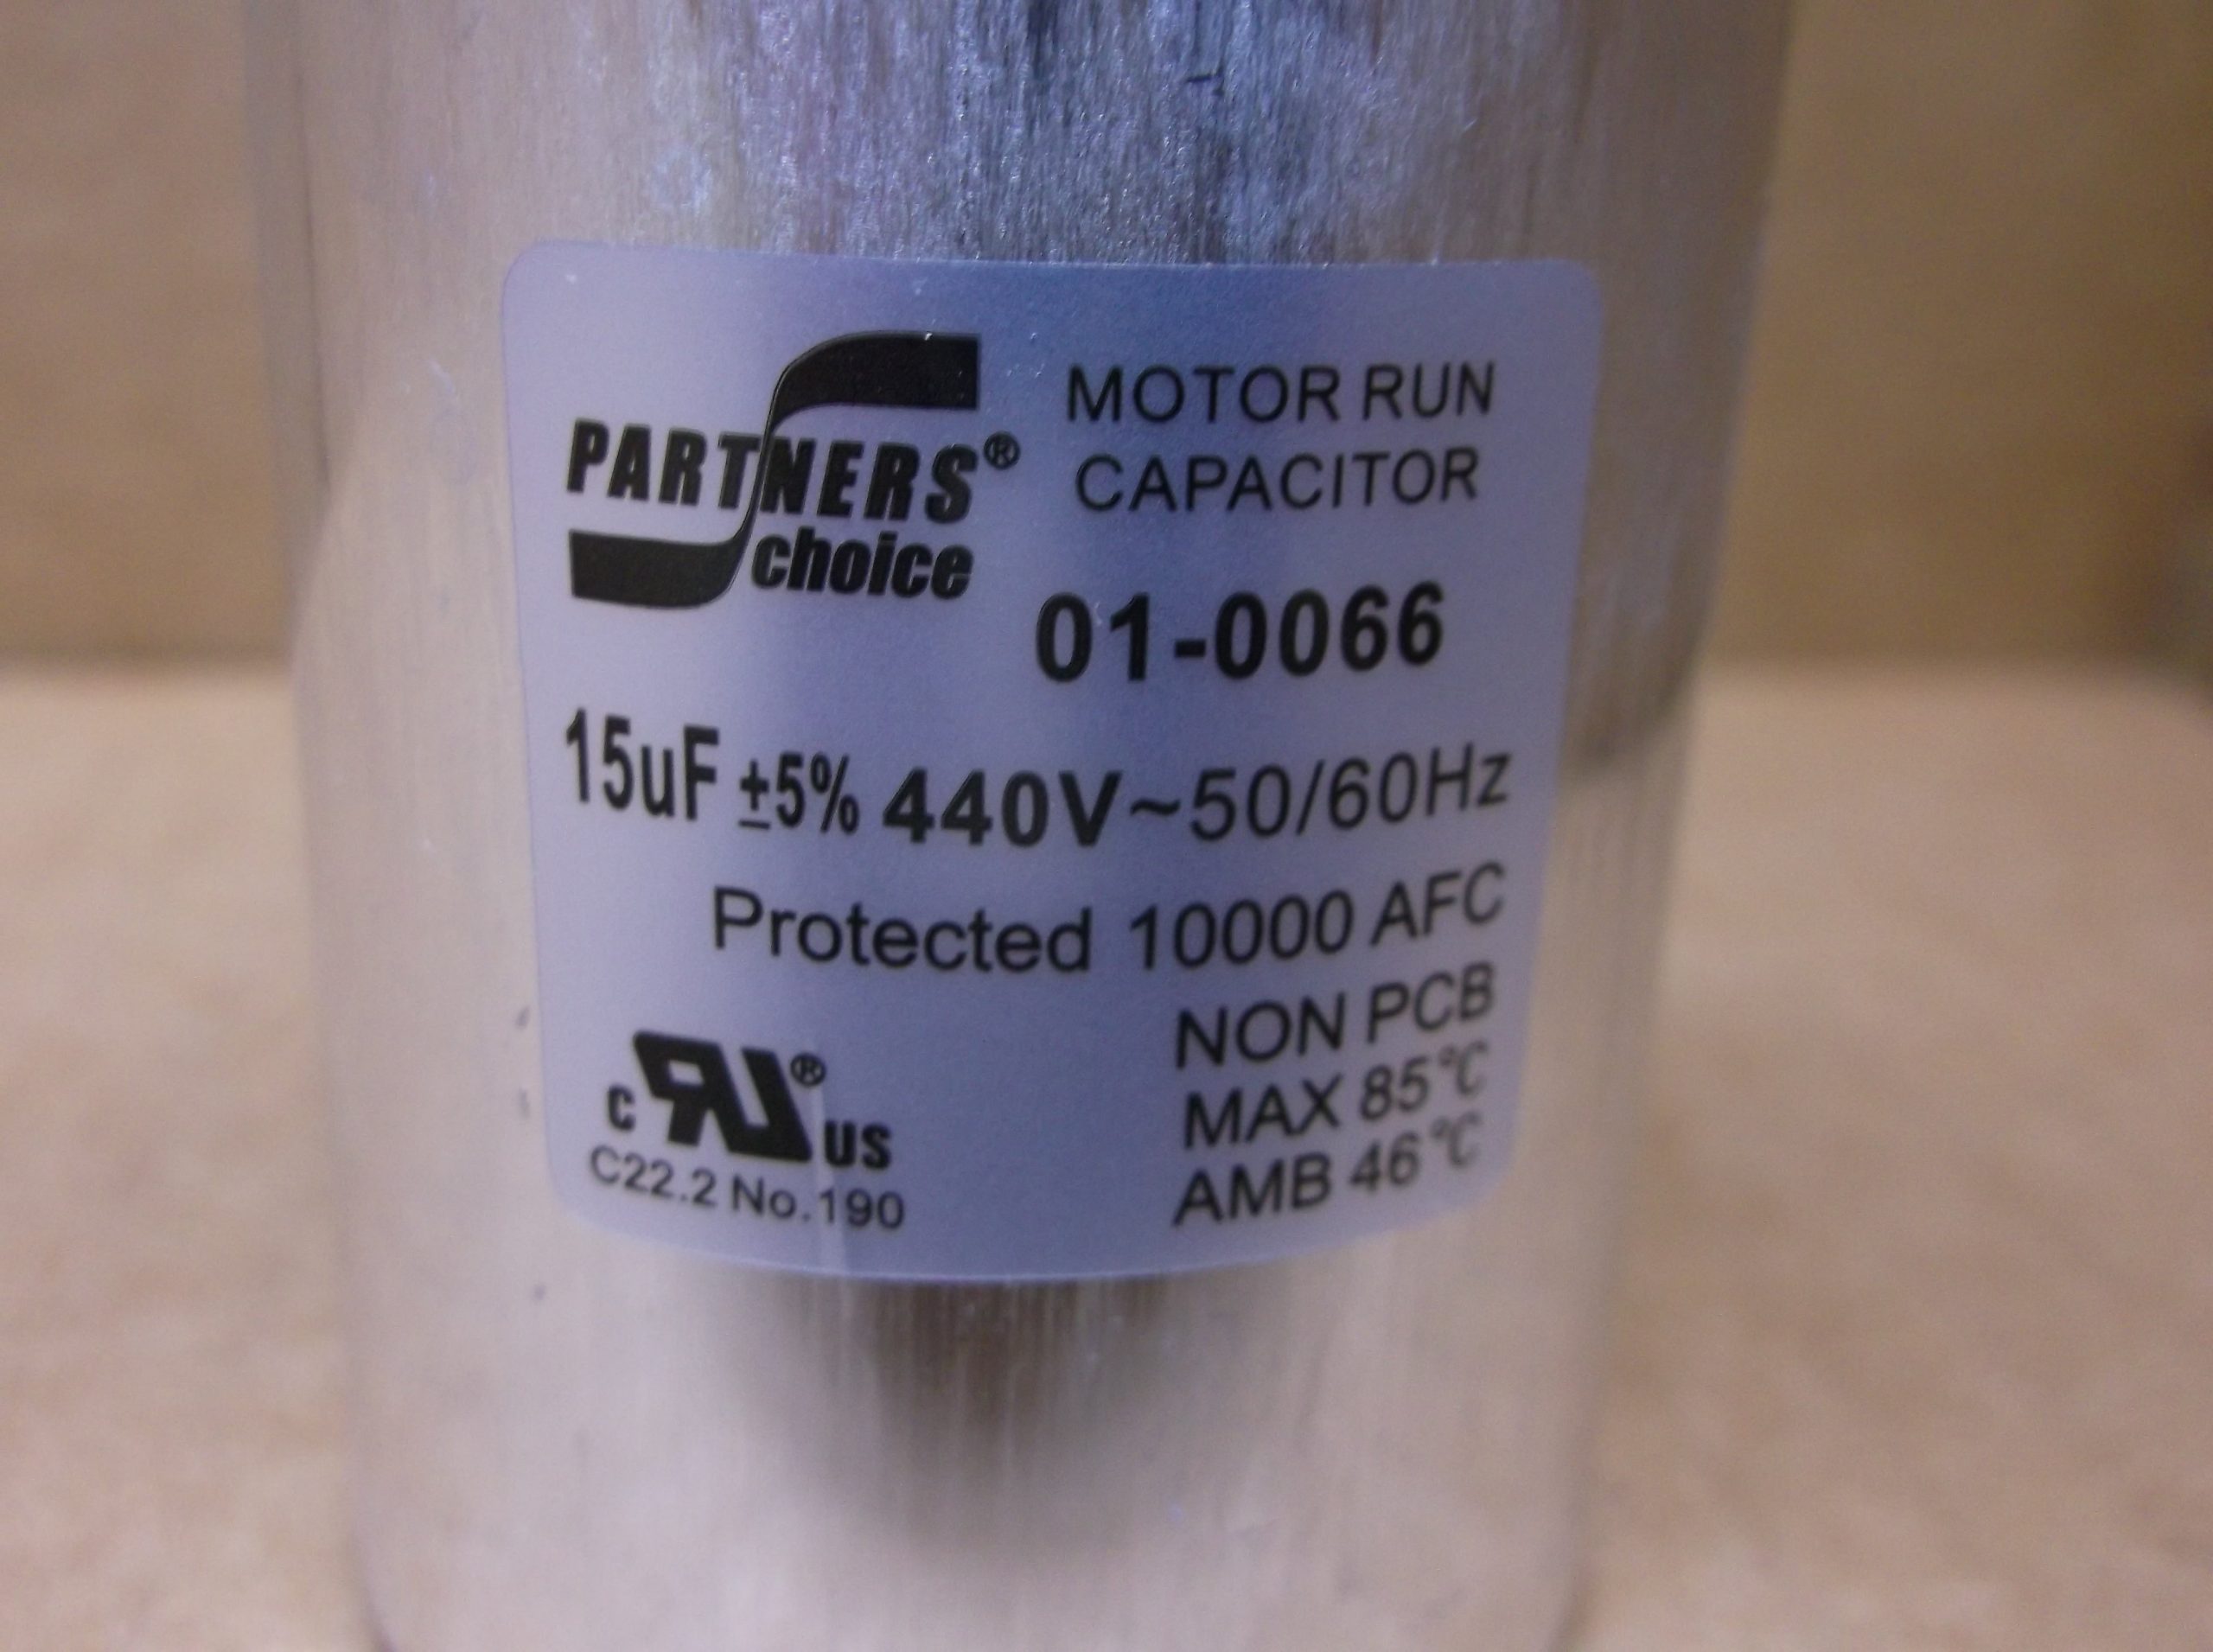 PARTNERS®
choice
MOTOR RUN
CAPACITOR
01-0066
15uF ±5% 440V~50/60Hz
Protected 10000 AFC
NON PCB
MAX 85℃
AMB 46℃
c RU® US
C22.2 No.190